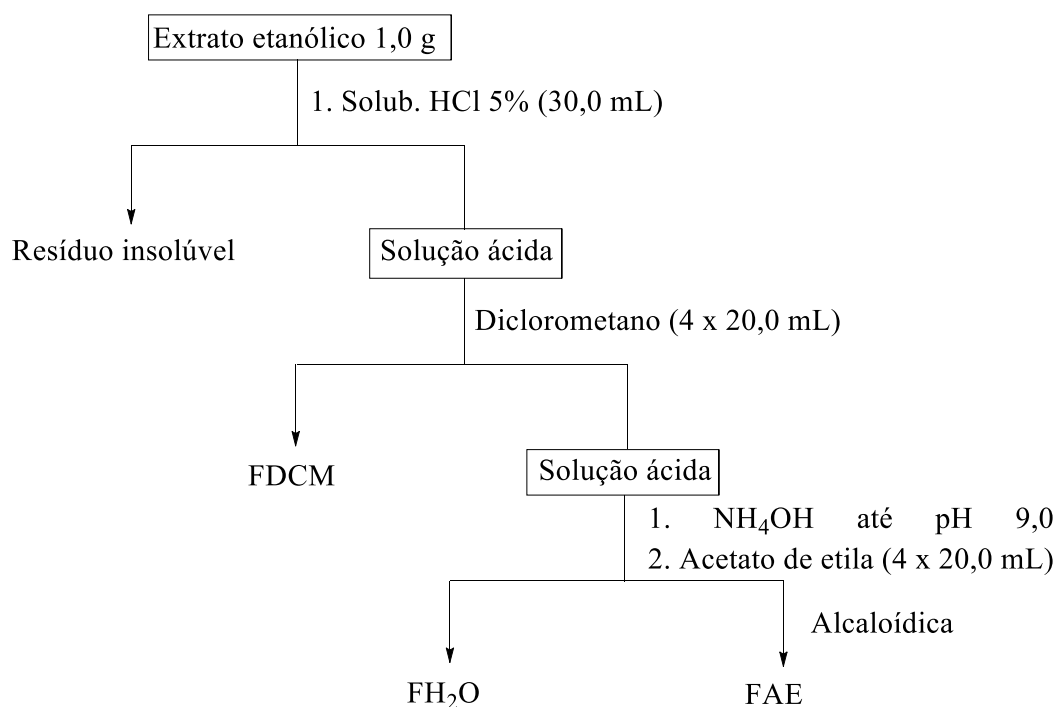 Extrato etanólico 1,0 g
1. Solub. HCl 5% (30,0 mL)
Resíduo insolúvel
Solução ácida
Diclorometano (4 x 20,0 mL)
FDCM
Solução ácida
1. NH₄OH até pH 9,0
2. Acetato de etila (4 x 20,0 mL)
Alcaloídica
FH₂O
FAE